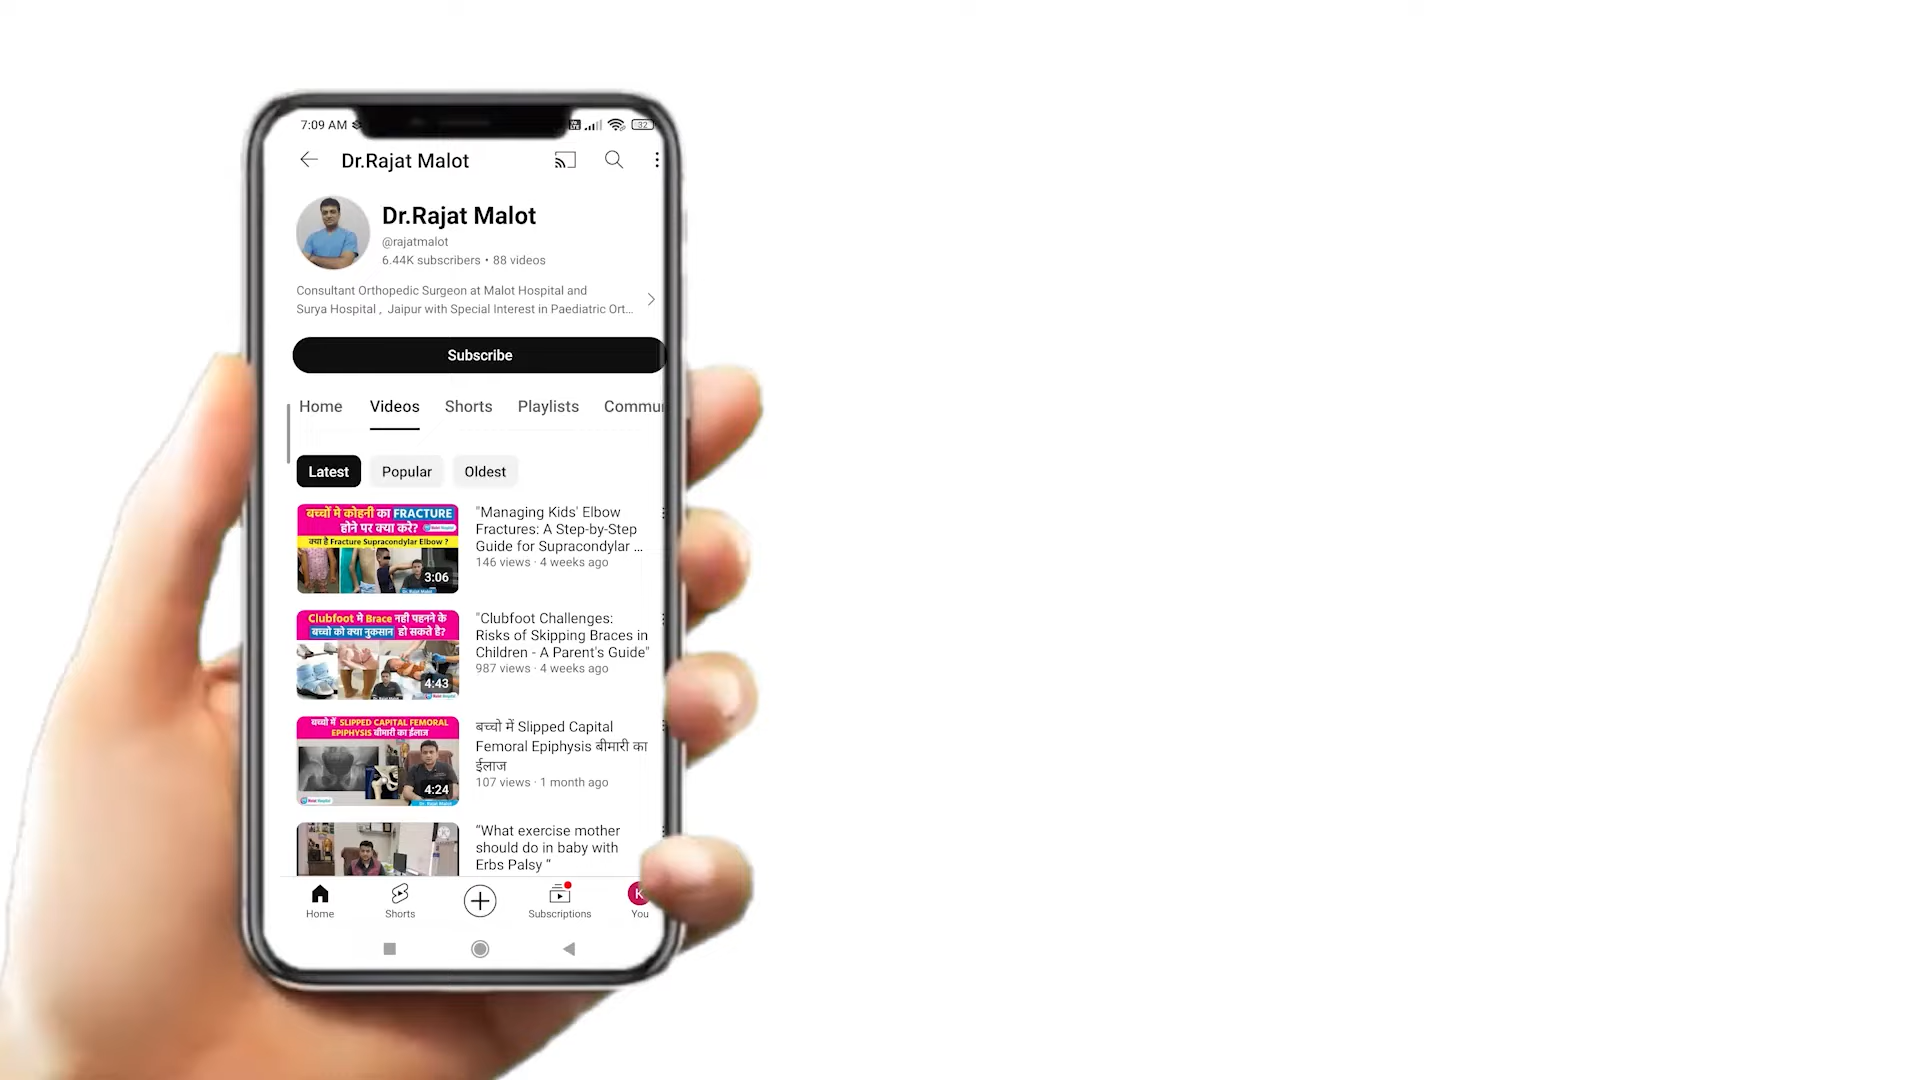 7:09 AM
32
Dr.Rajat Malot
Dr.Rajat Malot
@rajatmalot
6.44K subscribers • 88 videos
Consultant Orthopedic Surgeon at Malot Hospital and
Surya Hospital , Jaipur with Special Interest in Paediatric Ort...
Subscribe
Home Videos Shorts Playlists Commu
Latest Popular Oldest
बच्चों मे कोहनी का FRACTURE
होने पर क्या करे?
क्या है Fracture Supracondylar Elbow ?
3:06
"Managing Kids' Elbow
Fractures: A Step-by-Step
Guide for Supracondylar ...
146 views · 4 weeks ago
Clubfoot मे Brace नही पहनने के
बच्चो को क्या नुकसान हो सकते है?
4:43
"Clubfoot Challenges:
Risks of Skipping Braces in
Children - A Parent's Guide"
987 views · 4 weeks ago
बच्चो में SLIPPED CAPITAL FEMORAL
EPIPHYSIS बीमारी का ईलाज
4:24
Dr. Rajat Malot
बच्चो में Slipped Capital
Femoral Epiphysis बीमारी का
ईलाज
107 views · 1 month ago
"What exercise mother
should do in baby with
Erbs Palsy "
Home Shorts Subscriptions You
K